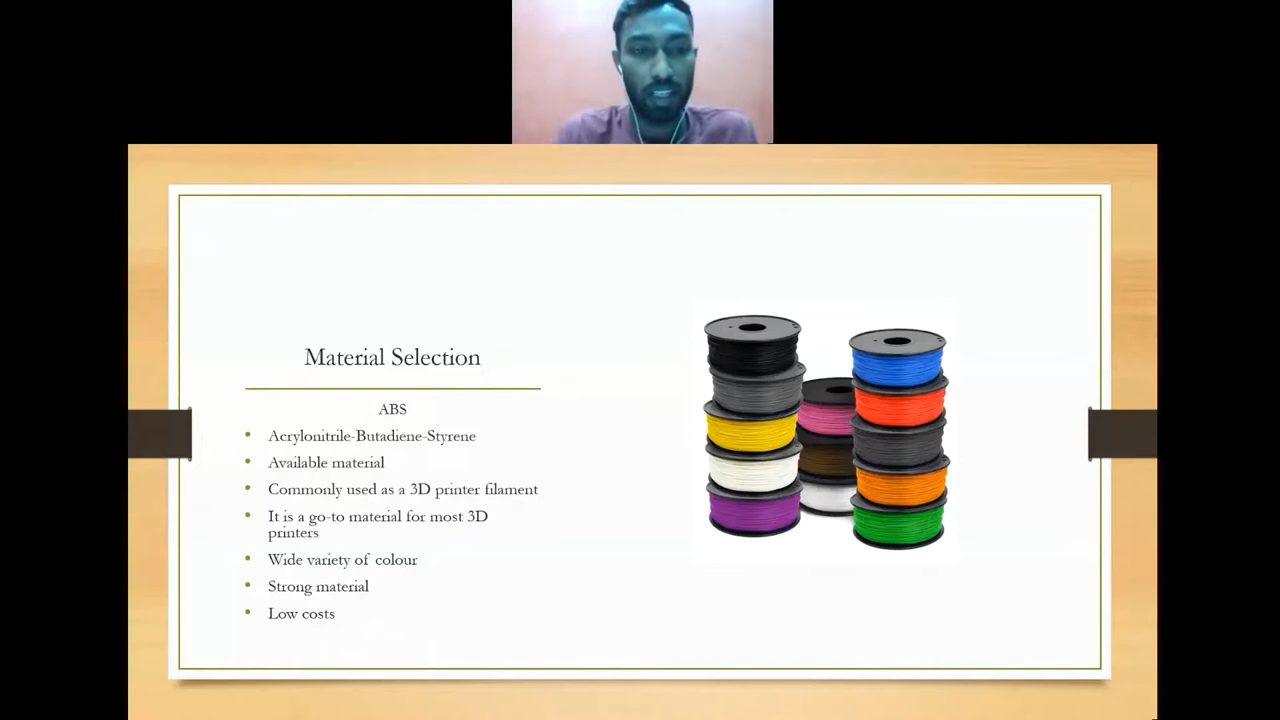 Material Selection
ABS
• Acrylonitrile-Butadiene-Styrene
• Available material
• Commonly used as a 3D printer filament
• It is a go-to material for most 3D
printers
• Wide variety of colour
• Strong material
• Low costs